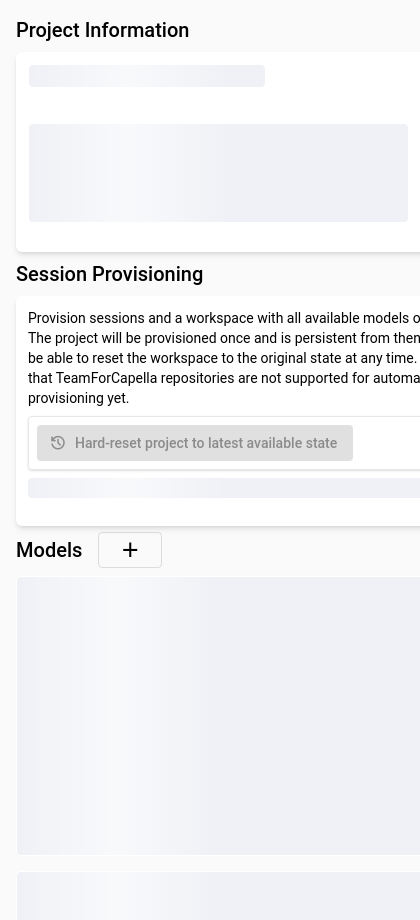 Project Information
Session Provisioning
Provision sessions and a workspace with all available models
The project will be provisioned once and is persistent from
be able to reset the workspace to the original state at any time.
that TeamForCapella repositories are not supported for
provisioning yet.
Hard-reset project to latest available state
Models